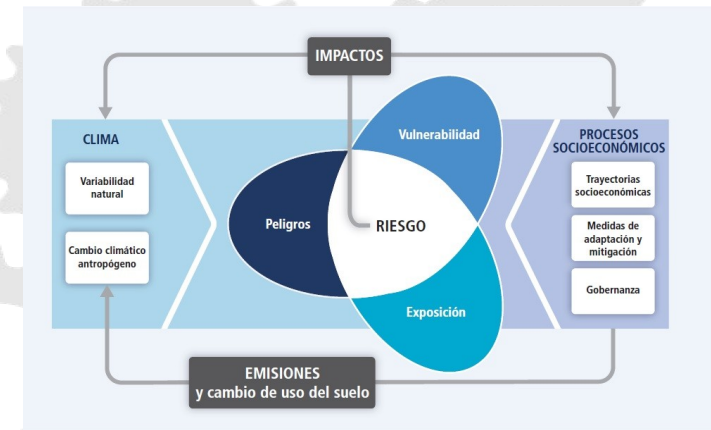 IMPACTOS
CLIMA
Variabilidad
natural
Cambio climático
antropógeno
Vulnerabilidad
Peligros
RIESGO
Exposición
PROCESOS
SOCIOECONÓMICOS
Trayectorias
socioeconómicas
Medidas de
adaptación y
mitigación
Gobernanza
EMISIONES
y cambio de uso del suelo